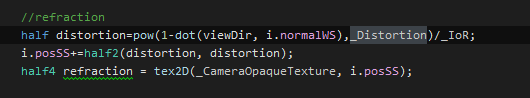 //refraction
half distortion=pow(1-dot(viewDir, i.normalWS),_Distortion)/_IoR;
i.posSS+=half2(distortion, distortion);
half4 refraction = tex2D(_CameraOpaqueTexture, i.posSS);